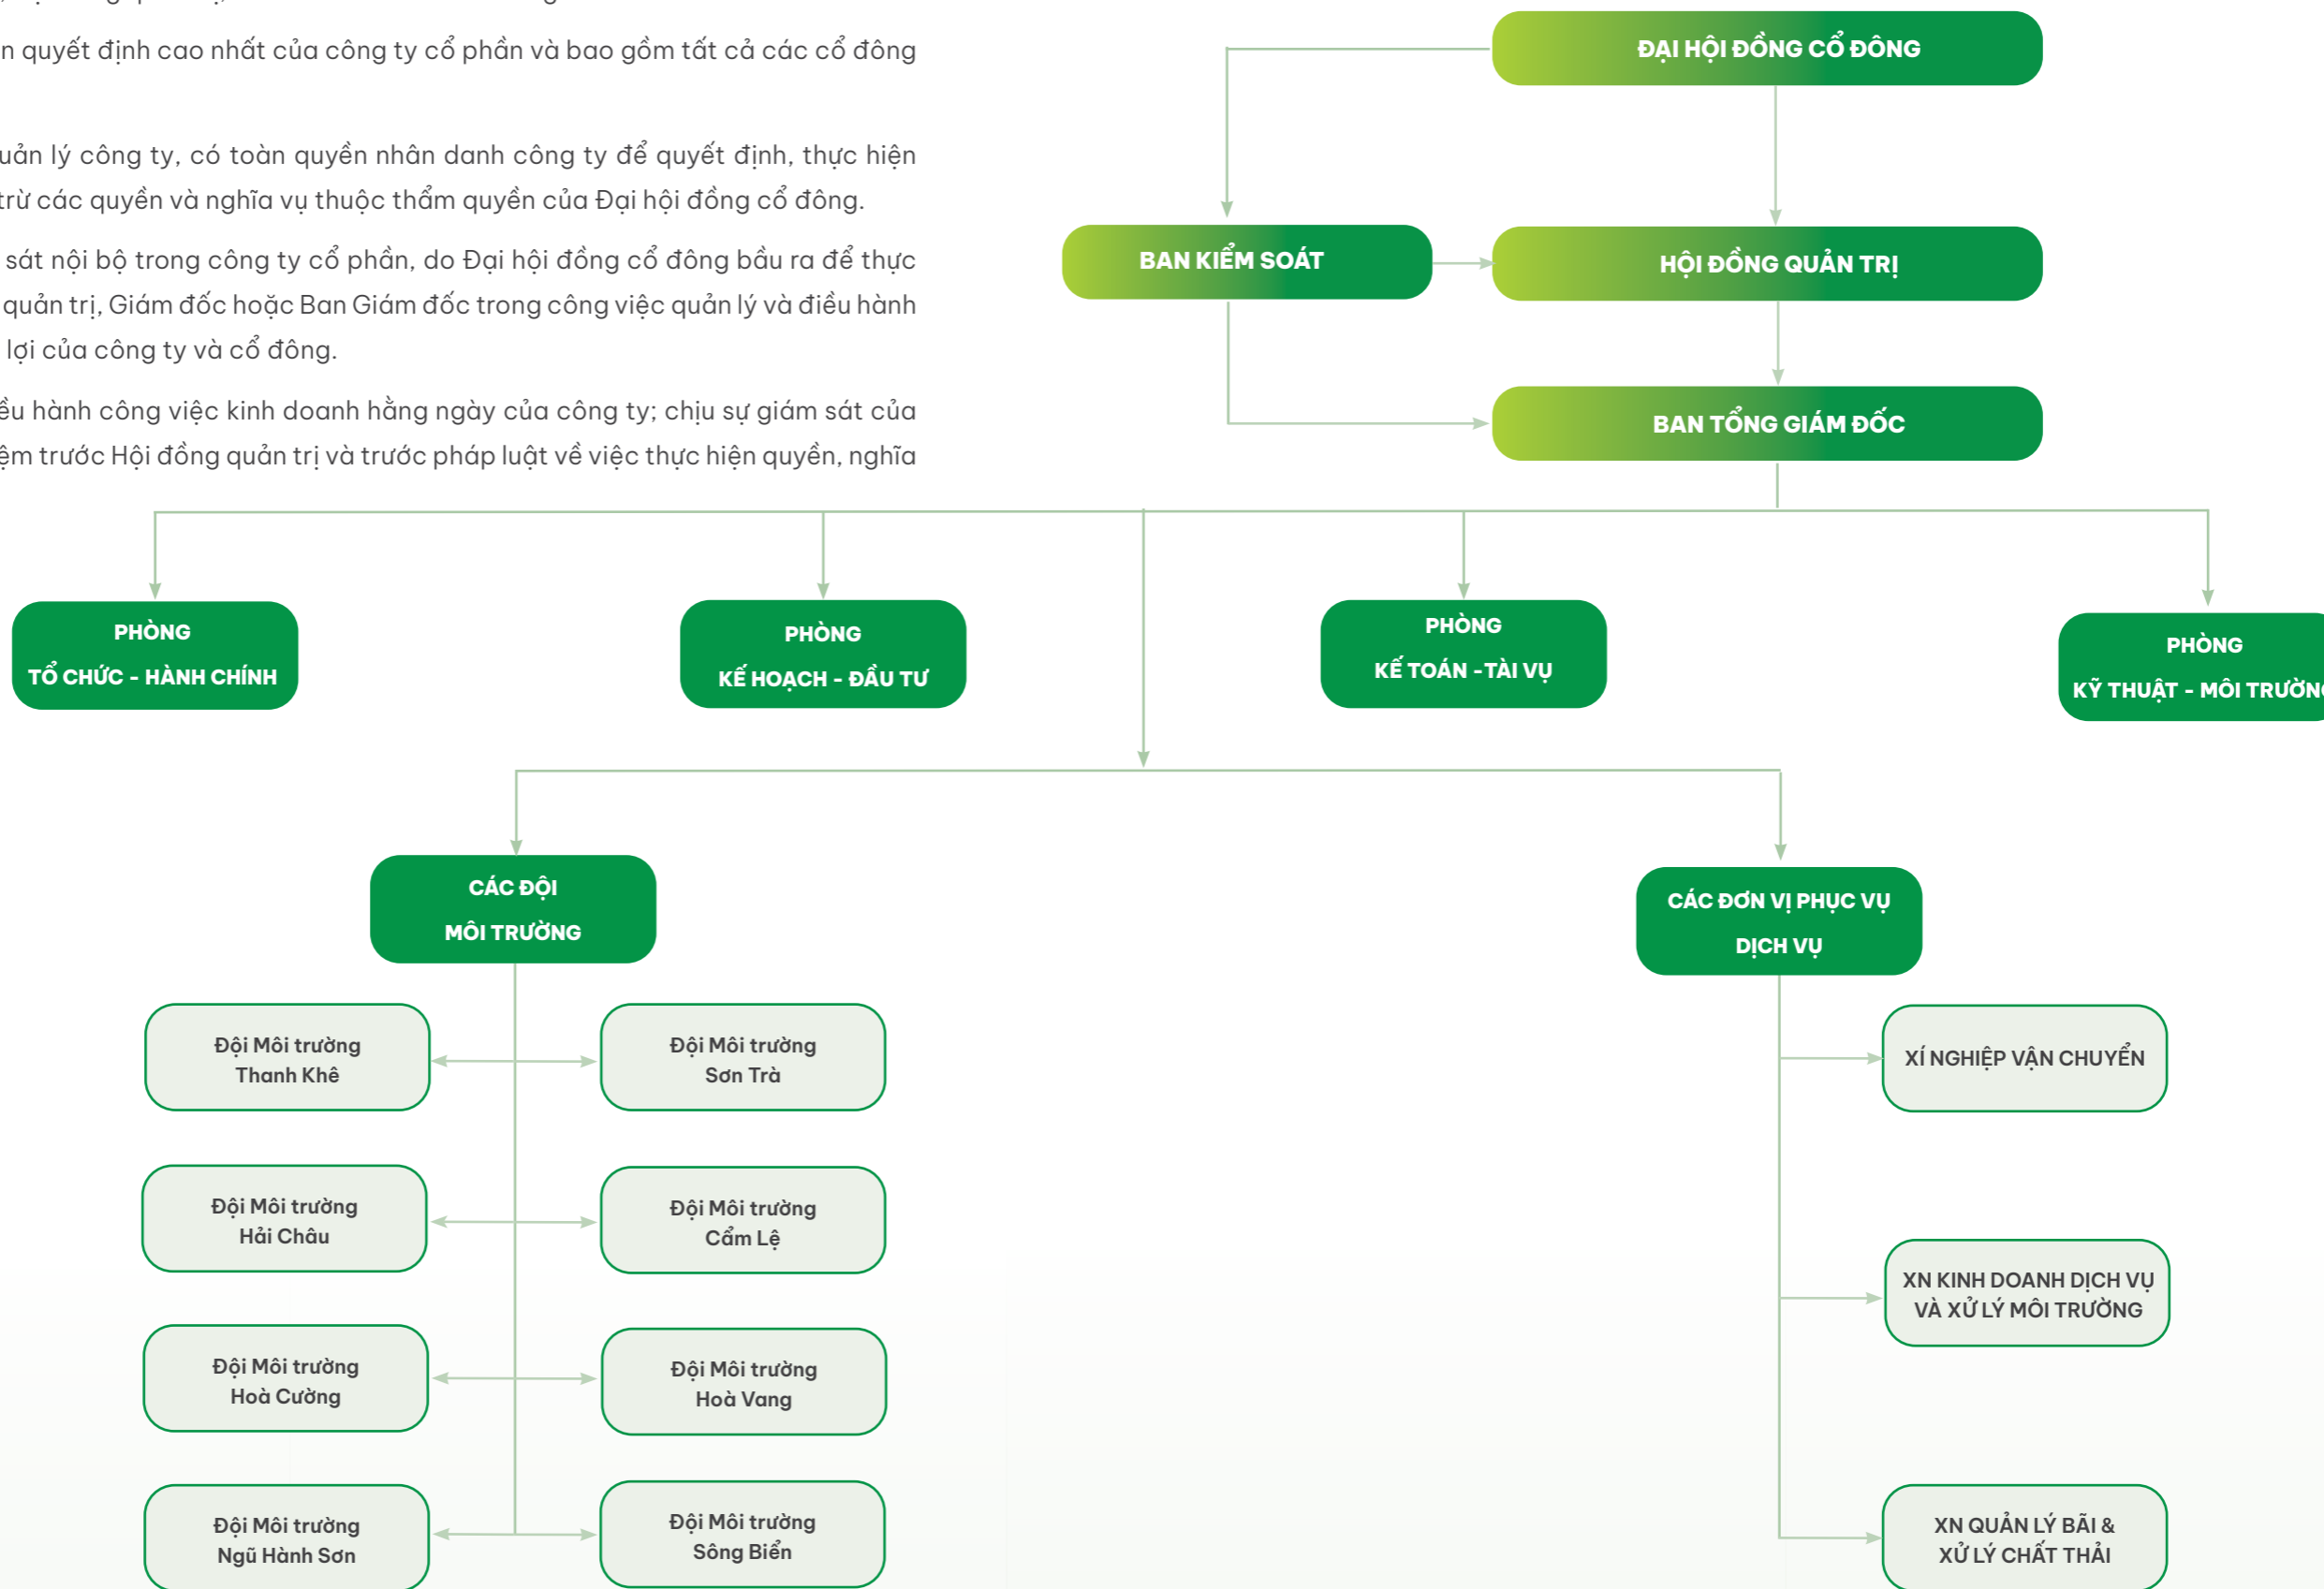 n quyết định cao nhất của công ty cổ phần và bao gồm tất cả các cổ đông
uản lý công ty, có toàn quyền nhân danh công ty để quyết định, thực hiện
trừ các quyền và nghĩa vụ thuộc thẩm quyền của Đại hội đồng cổ đông.
sát nội bộ trong công ty cổ phần, do Đại hội đồng cổ đông bầu ra để thực
quản trị, Giám đốc hoặc Ban Giám đốc trong công việc quản lý và điều hành
lợi của công ty và cổ đông.
ều hành công việc kinh doanh hằng ngày của công ty; chịu sự giám sát của
ệm trước Hội đồng quản trị và trước pháp luật về việc thực hiện quyền, nghĩa
ĐẠI HỘI ĐỒNG CỔ ĐÔNG
BAN KIỂM SOÁT
HỘI ĐỒNG QUẢN TRỊ
BAN TỔNG GIÁM ĐỐC
PHÒNG
TỔ CHỨC - HÀNH CHÍNH
PHÒNG
KẾ HOẠCH - ĐẦU TƯ
PHÒNG
KẾ TOÁN -TÀI VỤ
PHÒNG
KỸ THUẬT - MÔI TRƯỜNG
CÁC ĐỘI
MÔI TRƯỜNG
CÁC ĐƠN VỊ PHỤC VỤ
DỊCH VỤ
Đội Môi trường
Thanh Khê
Đội Môi trường
Sơn Trà
Đội Môi trường
Hải Châu
Đội Môi trường
Cẩm Lệ
Đội Môi trường
Hoà Cường
Đội Môi trường
Hoà Vang
Đội Môi trường
Ngũ Hành Sơn
Đội Môi trường
Sông Biển
XÍ NGHIỆP VẬN CHUYỂN
XN KINH DOANH DỊCH VỤ
VÀ XỬ LÝ MÔI TRƯỜNG
XN QUẢN LÝ BÃI &
XỬ LÝ CHẤT THẢI